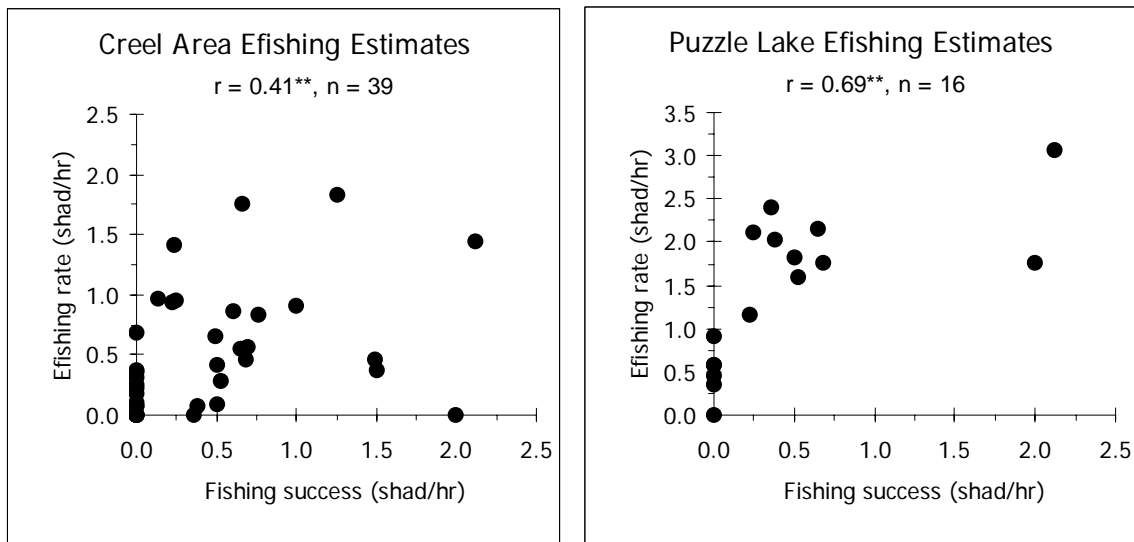 Creel Area Efishing Estimates
r = 0.41**, n = 39
2.5
2.0
1.5
1.0
0.5
0.0
Efishing rate (shad/hr)
0.0 0.5 1.0 1.5 2.0 2.5
Fishing success (shad/hr)
Puzzle Lake Efishing Estimates
r = 0.69**, n = 16
3.5
3.0
2.5
2.0
1.5
1.0
0.5
0.0
Efishing rate (shad/hr)
0.0 0.5 1.0 1.5 2.0 2.5
Fishing success (shad/hr)